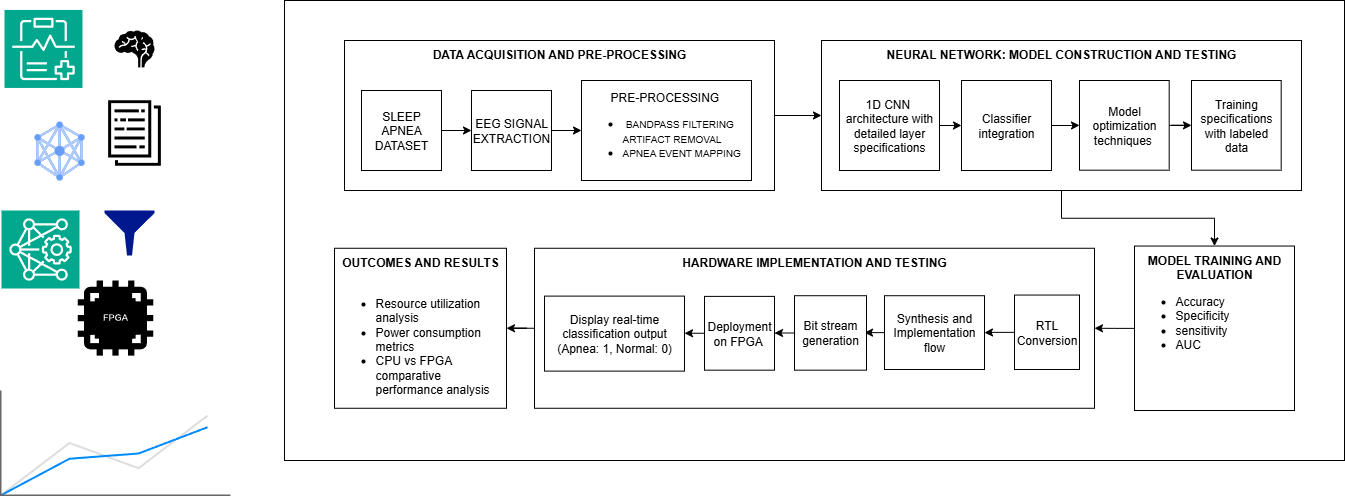 DATA ACQUISITION AND PRE-PROCESSING
SLEEP
APNEA
DATASET
EEG SIGNAL
EXTRACTION
PRE-PROCESSING
• BANDPASS FILTERING
ARTIFACT REMOVAL
• APNEA EVENT MAPPING
NEURAL NETWORK: MODEL CONSTRUCTION AND TESTING
1D CNN
architecture with
detailed layer
specifications
Classifier
integration
Model
optimization
techniques
Training
specifications
with labeled
data
MODEL TRAINING AND
EVALUATION
• Accuracy
• Specificity
• sensitivity
• AUC
HARDWARE IMPLEMENTATION AND TESTING
RTL
Conversion
Synthesis and
Implementation
flow
Bit stream
generation
Deployment
on FPGA
Display real-time
classification output
(Apnea: 1, Normal: 0)
OUTCOMES AND RESULTS
• Resource utilization
analysis
• Power consumption
metrics
• CPU vs FPGA
comparative
performance analysis
FPGA